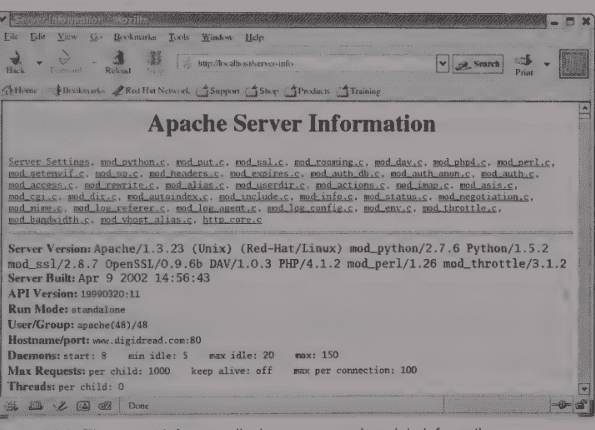 Server Information - Mozilla
File Edit View Go Bookmarks Tools Window Help
http://localhost/server-info
Search
Back Forward Reload Stop Print
Home Bookmarks Red Hat Network Support Shop Products Training
Apache Server Information
Server Settings, mod_python.c, mod_put.c, mod_ssl.c, mod_roaming.c, mod_dav.c, mod_php4.c, mod_perl.c,
mod_setenvif.c, mod_so.c, mod_headers.c, mod_expires.c, mod_auth_db.c, mod_auth_anon.c, mod_auth.c,
mod_access.c, mod_rewrite.c, mod_alias.c, mod_userdir.c, mod_actions.c, mod_imap.c, mod_asis.c,
mod_cgi.c, mod_dir.c, mod_autoindex.c, mod_include.c, mod_info.c, mod_status.c, mod_negotiation.c,
mod_mime.c, mod_log_referer.c, mod_log_agent.c, mod_log_config.c, mod_env.c, mod_throttle.c,
mod_bandwidth.c, mod_vhost_alias.c, http_core.c
Server Version: Apache/1.3.23 (Unix) (Red-Hat/Linux) mod_python/2.7.6 Python/1.5.2
mod_ssl/2.8.7 OpenSSL/0.9.6b DAV/1.0.3 PHP/4.1.2 mod_perl/1.26 mod_throttle/3.1.2
Server Built: Apr 9 2002 14:56:43
API Version: 19990320:11
Run Mode: standalone
User/Group: apache(48)/48
Hostname/port: www.digidread.com:80
Daemons: start: 8 min idle: 5 max idle: 20 max: 150
Max Requests: per child: 1000 keep alive: off max per connection: 100
Threads: per child: 0
Done